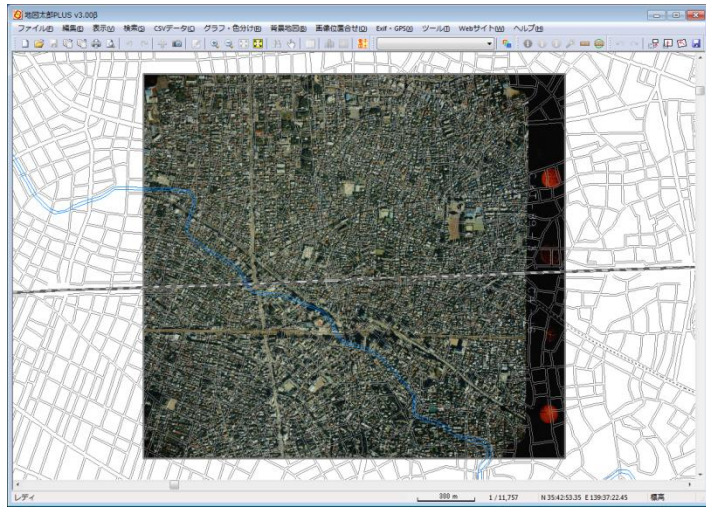 地図太郎PLUS v3.00β
ファイル(F) 編集(E) 表示(V) 検索(S) CSVデータ(C) グラフ・色分け(B) 背景地図(B) 画像位置合せ(D) Exif・GPS(X) ツール(T) Webサイト(W) ヘルプ(H)
レディ 380 m 1 / 11,757 N 35:42:53.35 E 139:37:22.45 標高